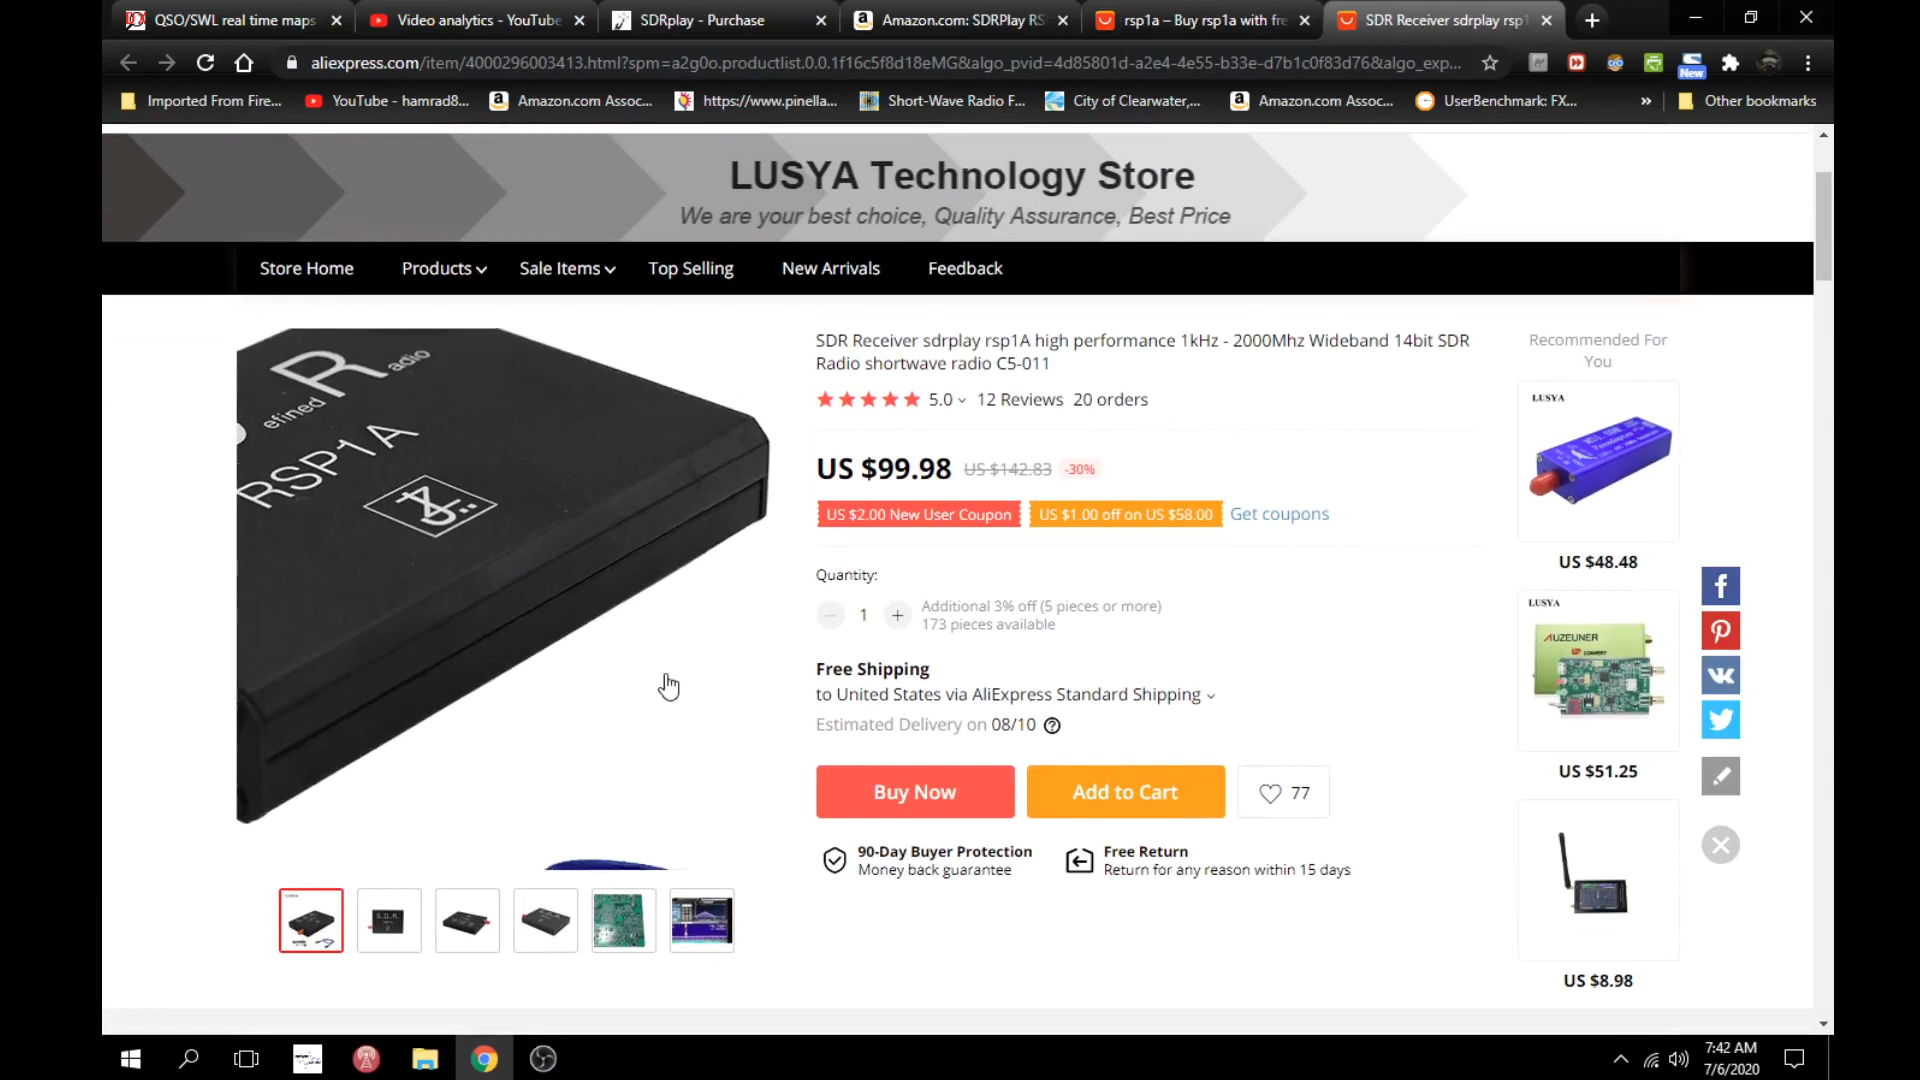 QSO/SWL real time maps
Video analytics - YouTube
SDRplay - Purchase
Amazon.com: SDRPlay RS
rsp1a – Buy rsp1a with fre
SDR Receiver sdrplay rsp1
aliexpress.com/item/4000296003413.html?spm=a2g0o.productlist.0.0.1f16c5f8d18eMG&algo_pvid=4d85801d-a2e4-4e55-b33e-d7b1c0f83d76&algo_exp...
New
Imported From Fire...
YouTube - hamrad8...
Amazon.com Assoc...
https://www.pinella...
Short-Wave Radio F...
City of Clearwater,...
Amazon.com Assoc...
UserBenchmark: FX...
»
Other bookmarks
LUSYA Technology Store
We are your best choice, Quality Assurance, Best Price
Store Home
Products
Sale Items
Top Selling
New Arrivals
Feedback
efined Radio
RSP1A
SDR Receiver sdrplay rsp1A high performance 1kHz - 2000Mhz Wideband 14bit SDR
Radio shortwave radio C5-011
5.0 12 Reviews 20 orders
US $99.98 US $142.83 -30%
US $2.00 New User Coupon
US $1.00 off on US $58.00
Get coupons
Quantity:
1
Additional 3% off (5 pieces or more)
173 pieces available
Free Shipping
to United States via AliExpress Standard Shipping
Estimated Delivery on 08/10
Buy Now
Add to Cart
77
90-Day Buyer Protection
Money back guarantee
Free Return
Return for any reason within 15 days
Recommended For
You
LUSYA
US $48.48
LUSYA
AUZEUNER
CONVERT
US $51.25
US $8.98
7:42 AM
7/6/2020